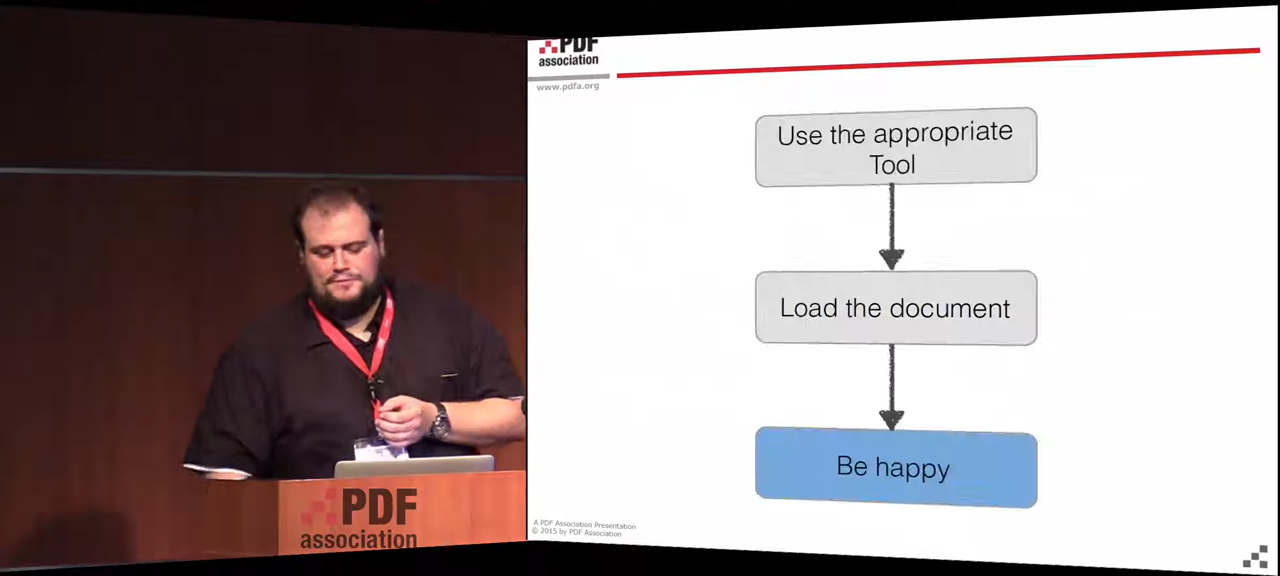 PDF
association
www.pdfa.org
Use the appropriate
Tool
Load the document
Be happy
A PDF Association Presentation
© 2015 by PDF Association
PDF
association